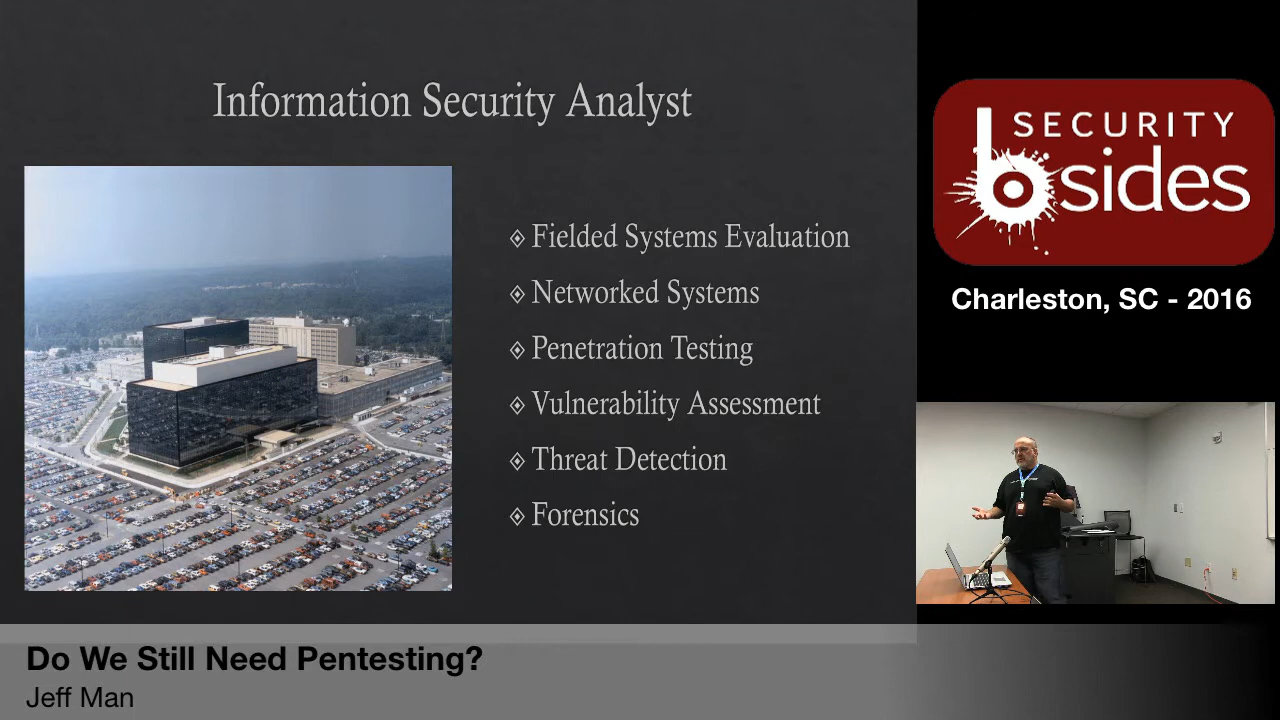 Information Security Analyst
Fielded Systems Evaluation
Networked Systems
Penetration Testing
Vulnerability Assessment
Threat Detection
Forensics
SECURITY
bsides
Charleston, SC - 2016
Do We Still Need Pentesting?
Jeff Man